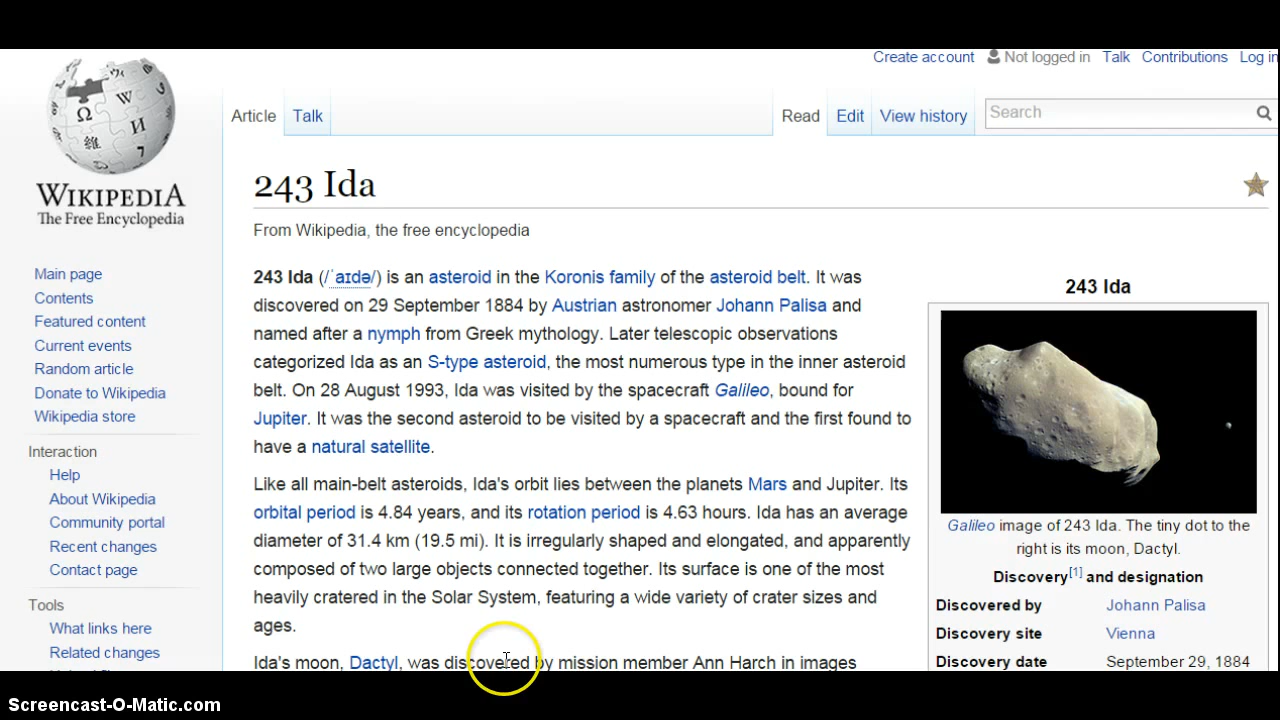 Create account Not logged in Talk Contributions Log in
Article Talk Read Edit View history Search
WIKIPEDIA
The Free Encyclopedia
Main page
Contents
Featured content
Current events
Random article
Donate to Wikipedia
Wikipedia store
Interaction
Help
About Wikipedia
Community portal
Recent changes
Contact page
Tools
What links here
Related changes
243 Ida
From Wikipedia, the free encyclopedia
243 Ida (/ˈaɪdə/) is an asteroid in the Koronis family of the asteroid belt. It was
discovered on 29 September 1884 by Austrian astronomer Johann Palisa and
named after a nymph from Greek mythology. Later telescopic observations
categorized Ida as an S-type asteroid, the most numerous type in the inner asteroid
belt. On 28 August 1993, Ida was visited by the spacecraft Galileo, bound for
Jupiter. It was the second asteroid to be visited by a spacecraft and the first found to
have a natural satellite.
Like all main-belt asteroids, Ida's orbit lies between the planets Mars and Jupiter. Its
orbital period is 4.84 years, and its rotation period is 4.63 hours. Ida has an average
diameter of 31.4 km (19.5 mi). It is irregularly shaped and elongated, and apparently
composed of two large objects connected together. Its surface is one of the most
heavily cratered in the Solar System, featuring a wide variety of crater sizes and
ages.
Ida's moon, Dactyl, was discovered by mission member Ann Harch in images
243 Ida
Galileo image of 243 Ida. The tiny dot to the
right is its moon, Dactyl.
Discovery[1] and designation
Discovered by Johann Palisa
Discovery site Vienna
Discovery date September 29, 1884
Screencast-O-Matic.com